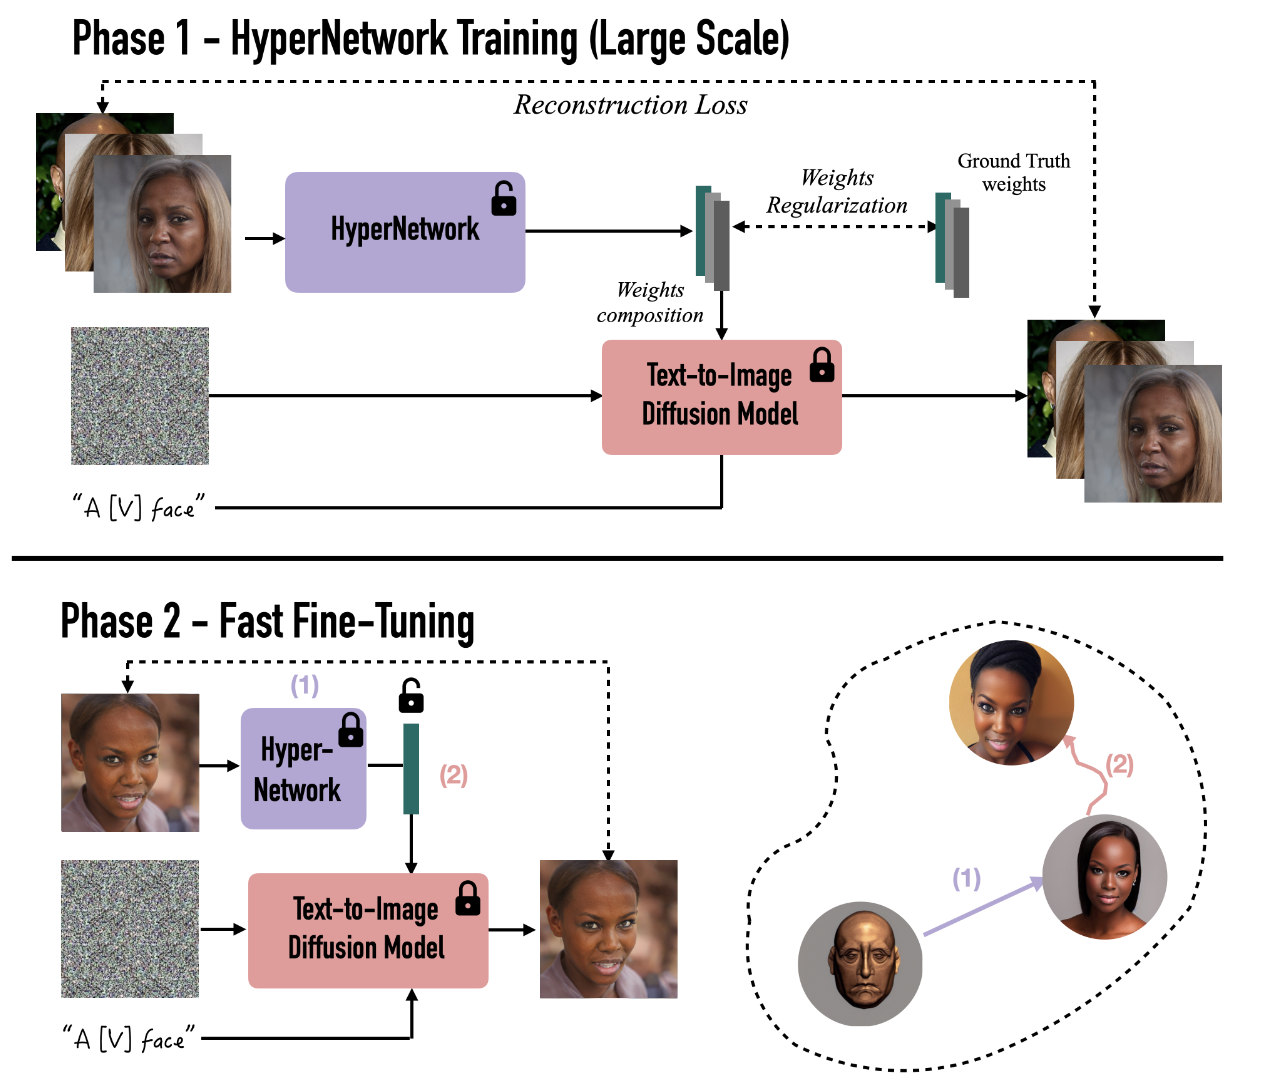 Phase 1 - HyperNetwork Training (Large Scale)
Reconstruction Loss
HyperNetwork
Weights
Regularization
Ground Truth
weights
Weights
composition
Text-to-Image
Diffusion Model
"A [V] face"
Phase 2 - Fast Fine-Tuning
(1)
Hyper-
Network
(2)
Text-to-Image
Diffusion Model
"A [V] face"
(2)
(1)